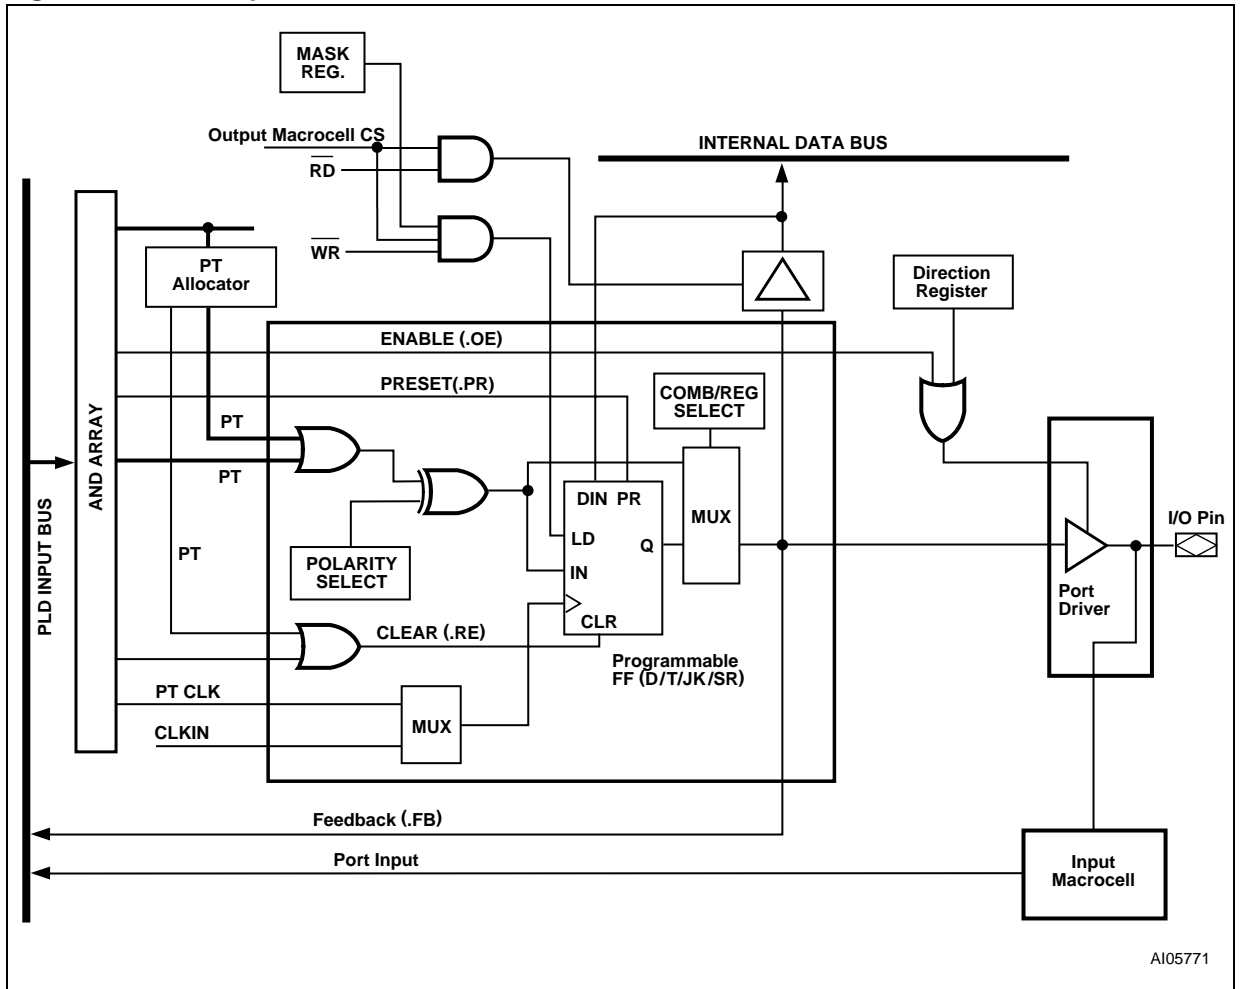 MASK
REG.
Output Macrocell CS
RD
WR
INTERNAL DATA BUS
PT
Allocator
Direction
Register
ENABLE (.OE)
PRESET(.PR)
COMB/REG
SELECT
PT
PT
AND ARRAY
PLD INPUT BUS
DIN PR
MUX
LD
Q
IN
I/O Pin
POLARITY
SELECT
PT
Port
Driver
CLR
CLEAR (.RE)
Programmable
FF (D/T/JK/SR)
PT CLK
MUX
CLKIN
Feedback (.FB)
Port Input
Input
Macrocell
AI05771